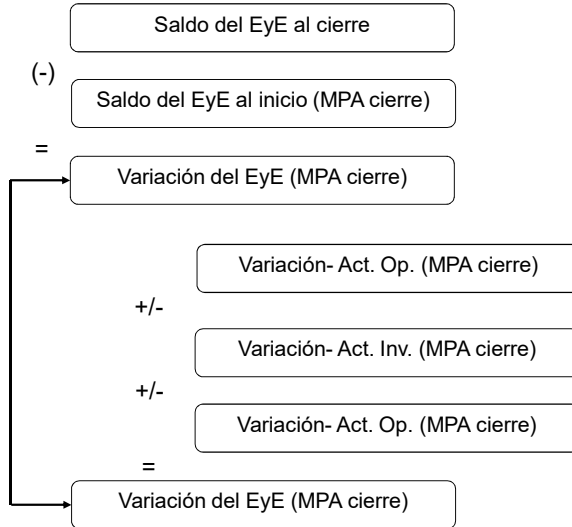 Saldo del EyE al cierre
(-)
Saldo del EyE al inicio (MPA cierre)
=
Variación del EyE (MPA cierre)
Variación- Act. Op. (MPA cierre)
+/-
Variación- Act. Inv. (MPA cierre)
+/-
Variación- Act. Op. (MPA cierre)
=
Variación del EyE (MPA cierre)